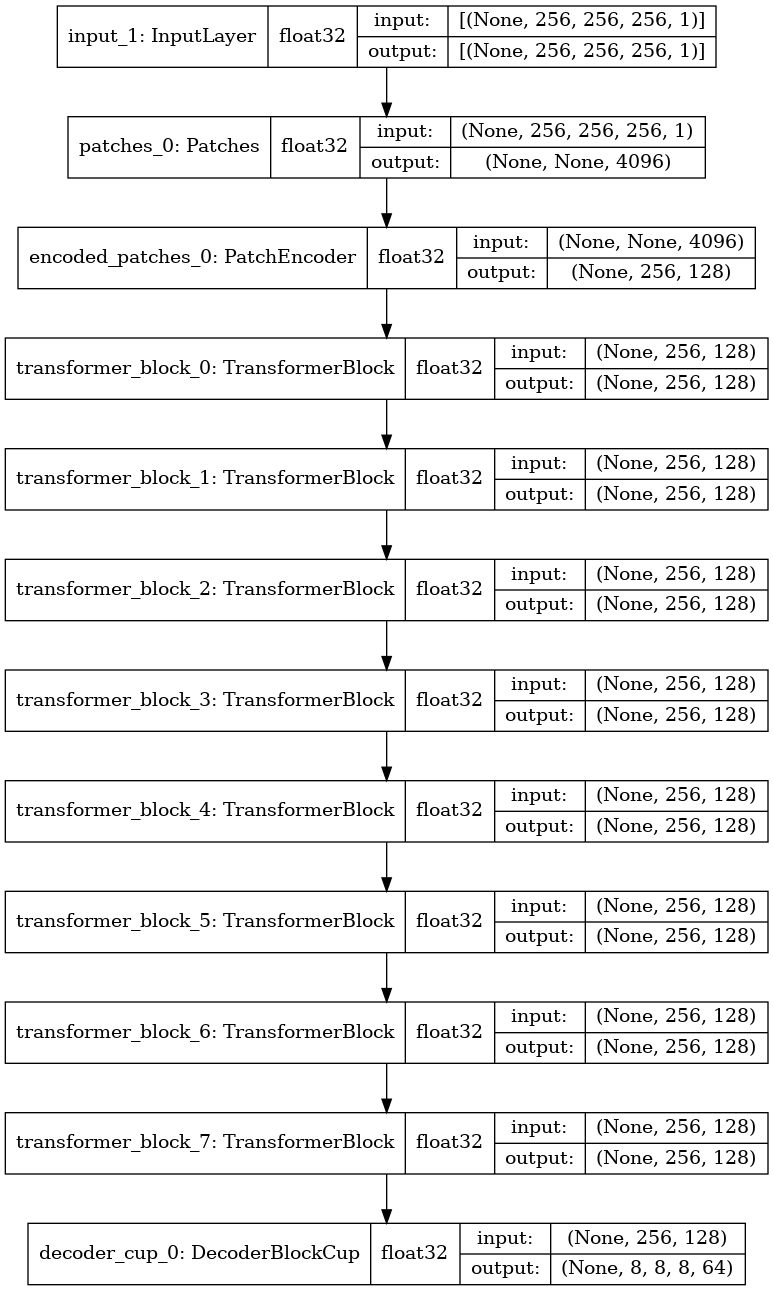 input_1: InputLayer float32 input: [(None, 256, 256, 256, 1)]
output: [(None, 256, 256, 256, 1)]
patches_0: Patches float32 input: (None, 256, 256, 256, 1)
output: (None, None, 4096)
encoded_patches_0: PatchEncoder float32 input: (None, None, 4096)
output: (None, 256, 128)
transformer_block_0: TransformerBlock float32 input: (None, 256, 128)
output: (None, 256, 128)
transformer_block_1: TransformerBlock float32 input: (None, 256, 128)
output: (None, 256, 128)
transformer_block_2: TransformerBlock float32 input: (None, 256, 128)
output: (None, 256, 128)
transformer_block_3: TransformerBlock float32 input: (None, 256, 128)
output: (None, 256, 128)
transformer_block_4: TransformerBlock float32 input: (None, 256, 128)
output: (None, 256, 128)
transformer_block_5: TransformerBlock float32 input: (None, 256, 128)
output: (None, 256, 128)
transformer_block_6: TransformerBlock float32 input: (None, 256, 128)
output: (None, 256, 128)
transformer_block_7: TransformerBlock float32 input: (None, 256, 128)
output: (None, 256, 128)
decoder_cup_0: DecoderBlockCup float32 input: (None, 256, 128)
output: (None, 8, 8, 8, 64)